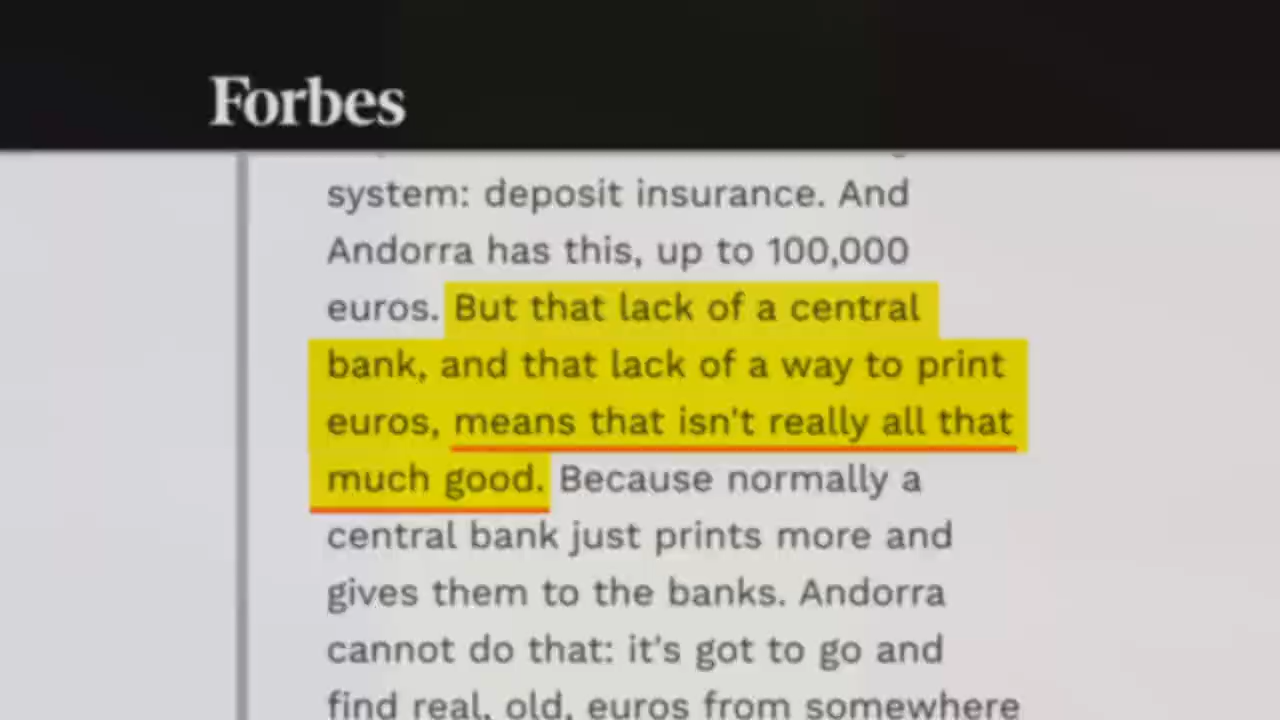 Forbes
system: deposit insurance. And
Andorra has this, up to 100,000
euros. But that lack of a central
bank, and that lack of a way to print
euros, means that isn't really all that
much good. Because normally a
central bank just prints more and
gives them to the banks. Andorra
cannot do that: it's got to go and
find real, old, euros from somewhere